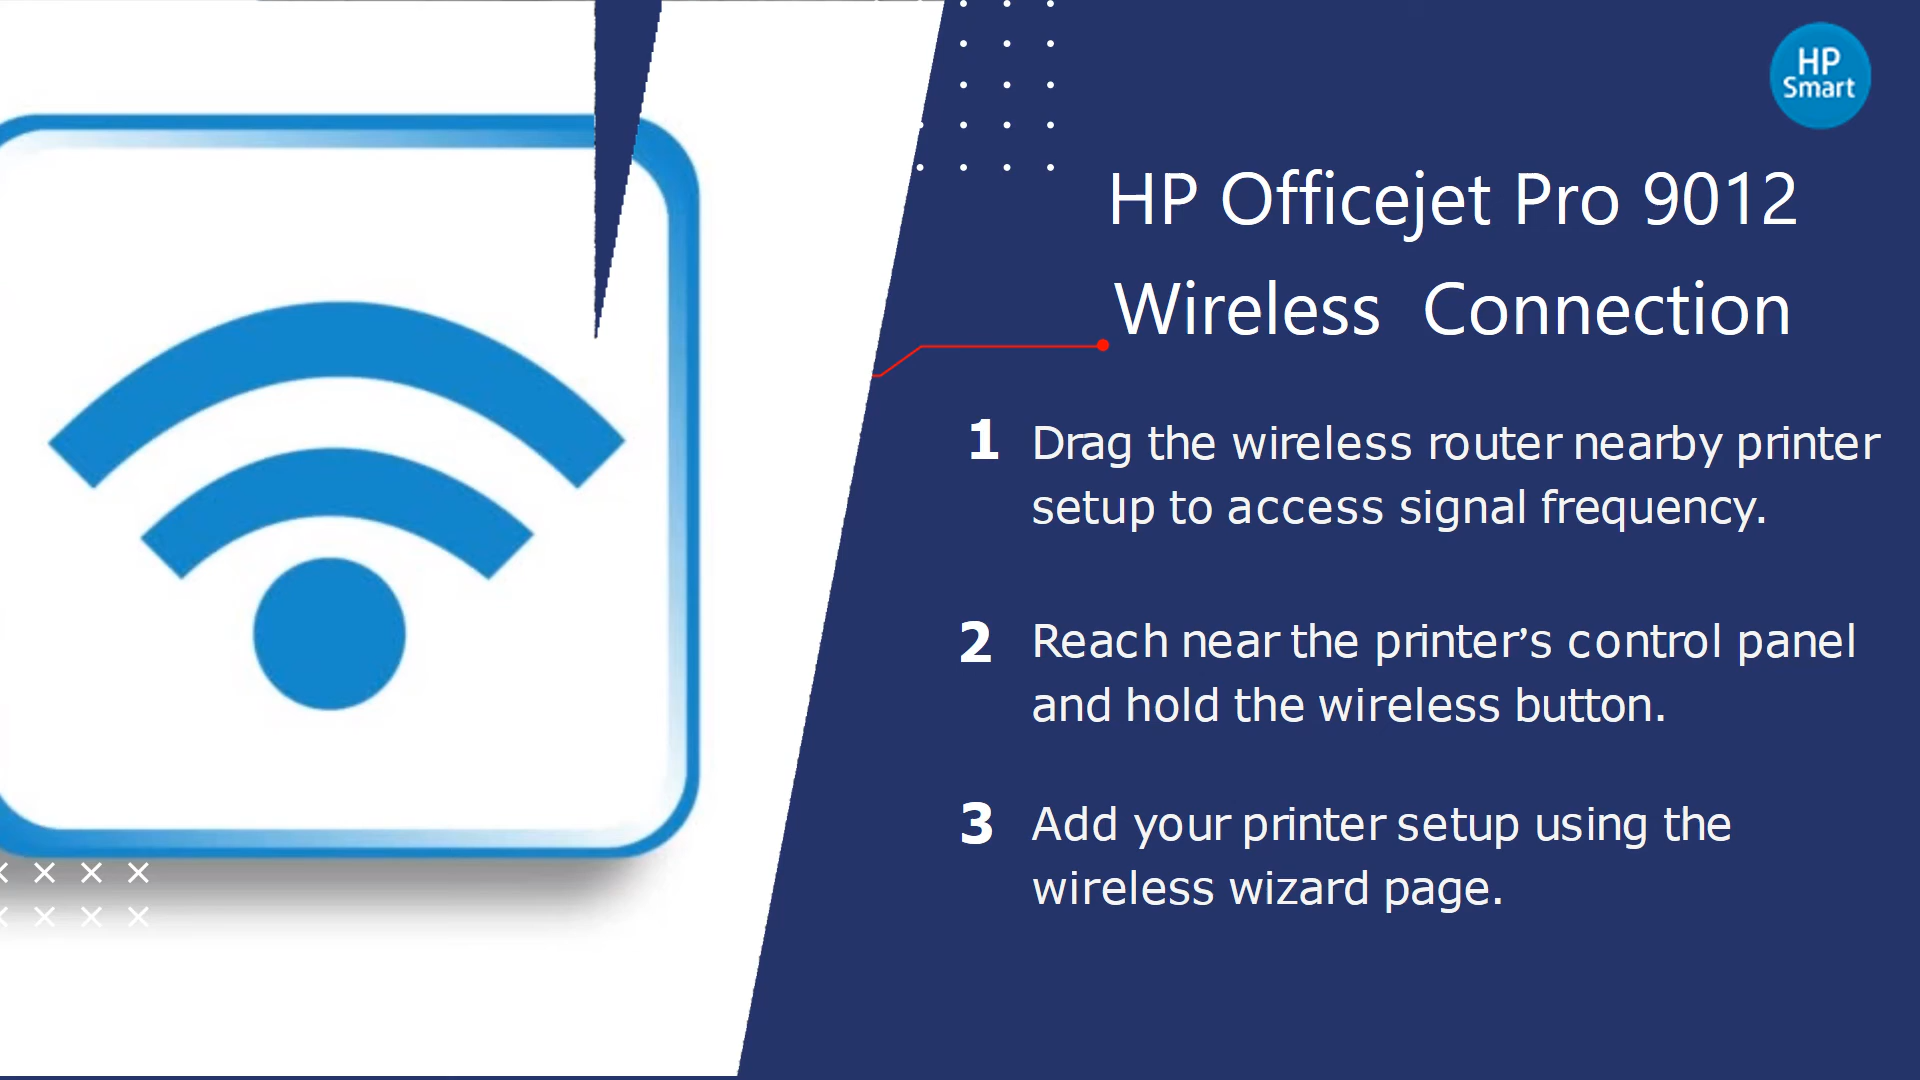 HP
Smart
HP Officejet Pro 9012
Wireless Connection
1 Drag the wireless router nearby printer
setup to access signal frequency.
2 Reach near the printer’s control panel
and hold the wireless button.
3 Add your printer setup using the
wireless wizard page.